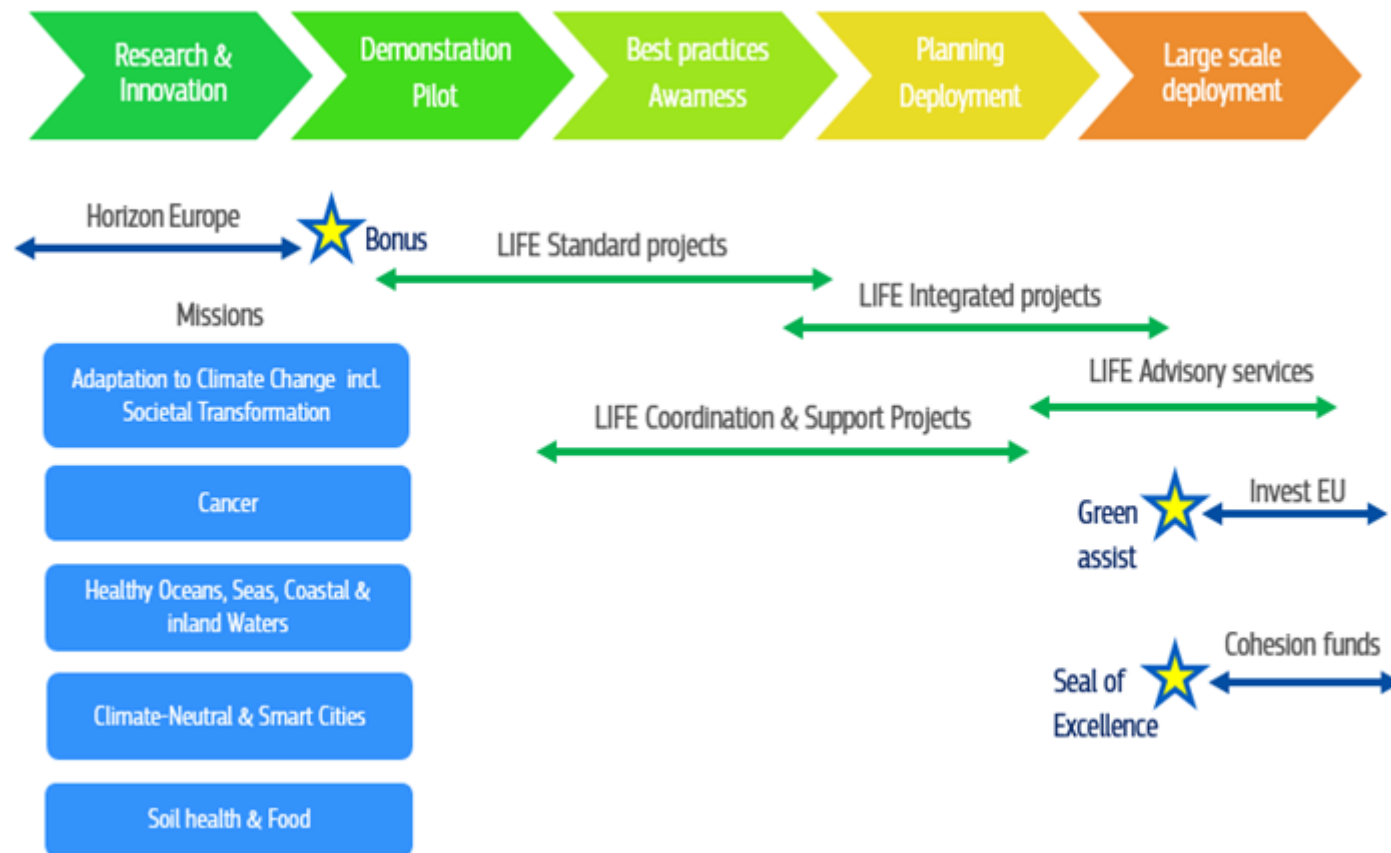 Research &
Innovation
Demonstration
Pilot
Best practices
Awarness
Planning
Deployment
Large scale
deployment
Horizon Europe
Bonus
LIFE Standard projects
LIFE Integrated projects
LIFE Advisory services
LIFE Coordination & Support Projects
Missions
Adaptation to Climate Change incl.
Societal Transformation
Cancer
Healthy Oceans, Seas, Coastal &
inland Waters
Climate-Neutral & Smart Cities
Soil health & Food
Green
assist
Invest EU
Seal of
Excellence
Cohesion funds